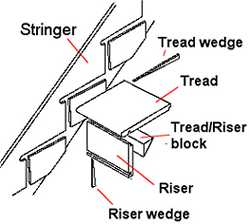 Stringer
Tread wedge
Tread
Tread/Riser
block
Riser
Riser wedge